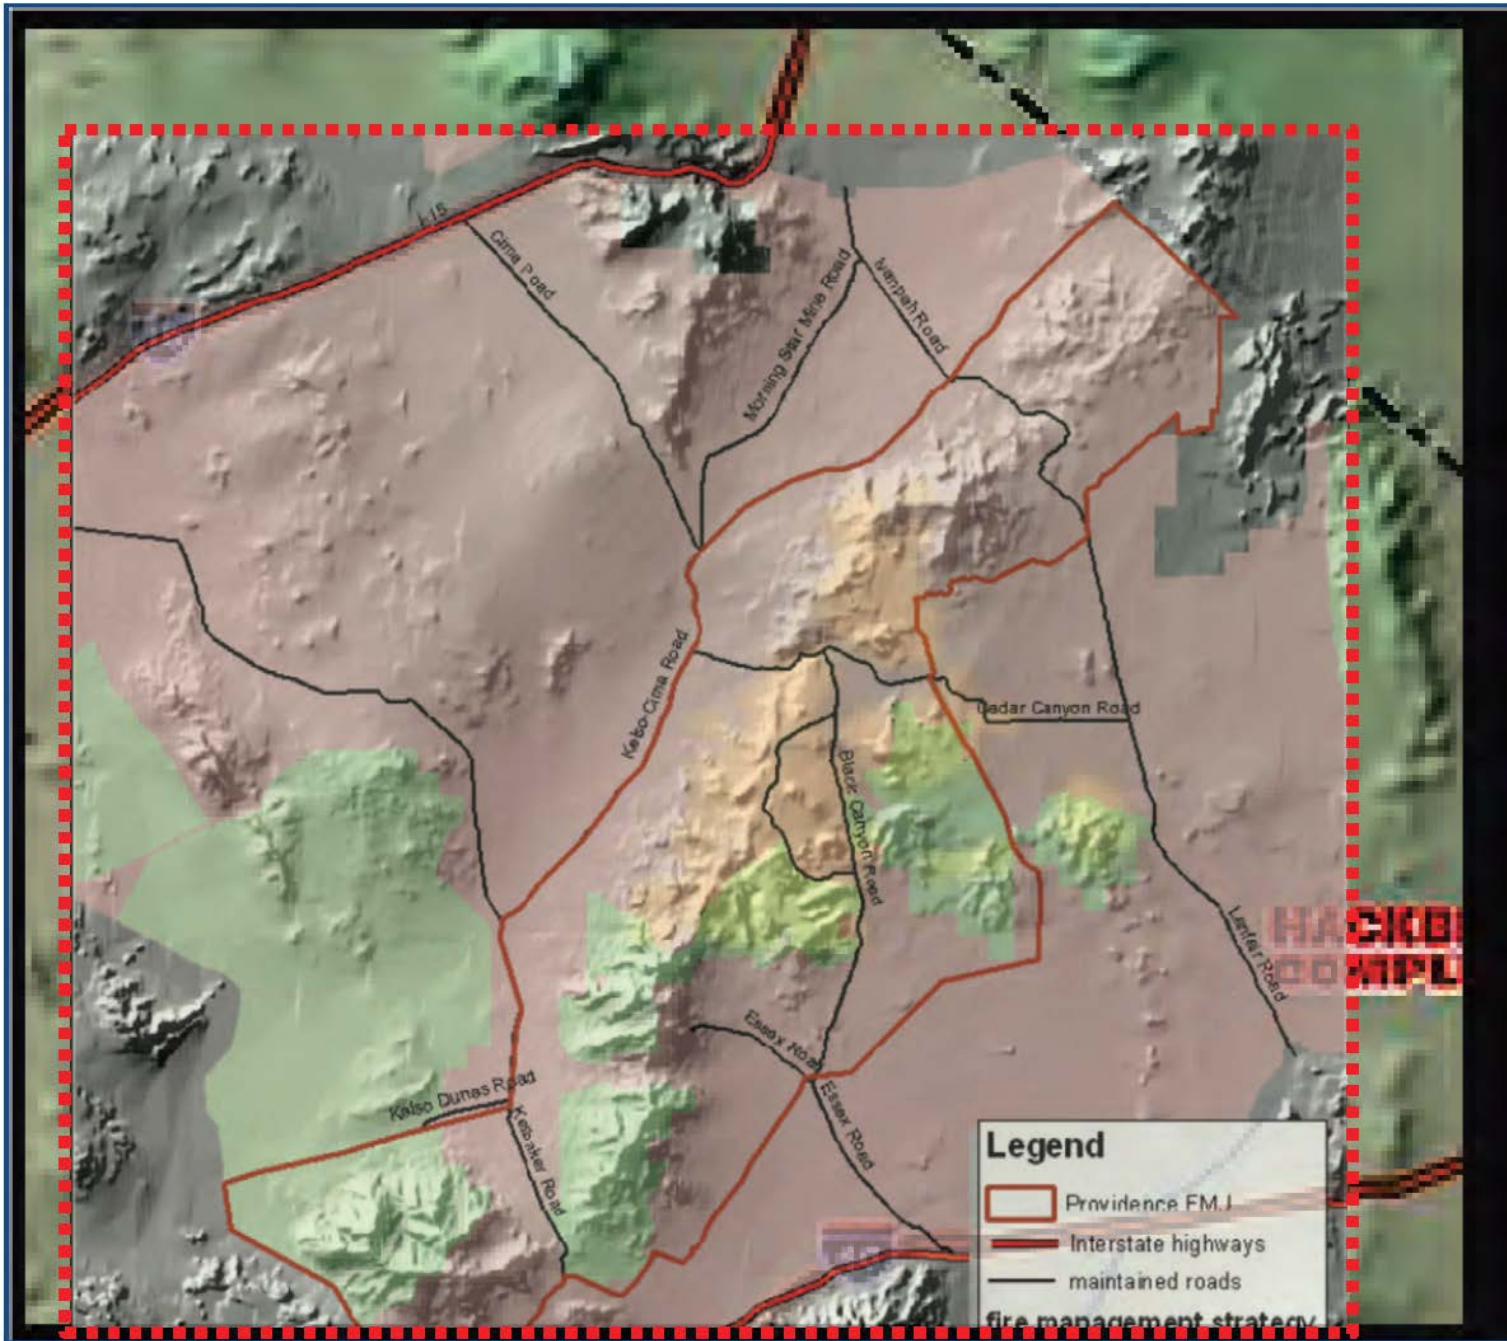 I-15
Cima Road
Morning Star Mine Road
Ivanpah Road
Kelso-Cima Road
Cedar Canyon Road
Black Canyon Road
Lanfair Road
HACKB
COMPL
Essex Road
Essex Road
Kelso Dunes Road
Kelbaker Road
Legend
Providence FMU
Interstate highways
maintained roads
fire management strategy